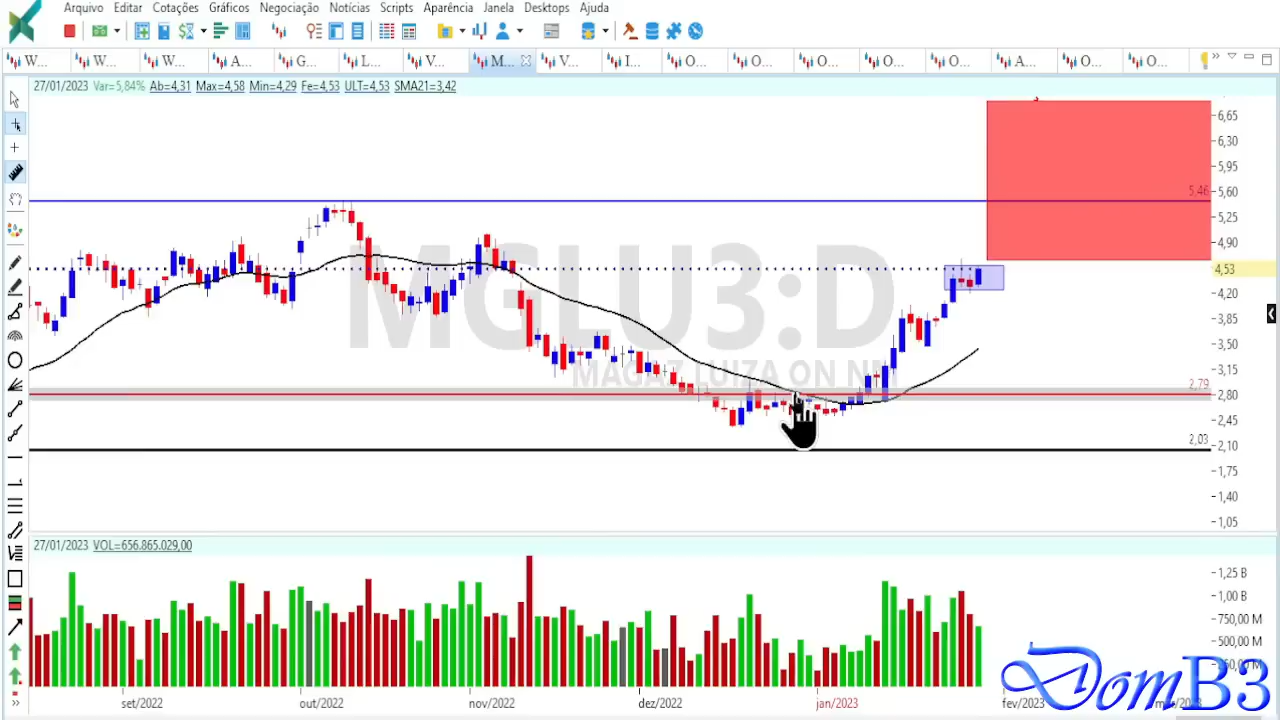 Arquivo Editar Cotações Gráficos Negociação Notícias Scripts Aparência Janela Desktops Ajuda
W... W... W... A... G... L... V... M... V... I... O... O... O... O... O... A... O... O...
27/01/2023 Var=5,84% Ab=4,31 Max=4,58 Min=4,29 Fe=4,53 ULT=4,53 SMA21=3,42
6,65
6,30
5,95
5,46 5,60
5,25
4,90
4,53
4,20
3,85
3,50
3,15
2,79
2,80
2,45
2,03 2,10
1,75
1,40
1,05
MGLU3:D
MAGAZ LUIZA ON NM
27/01/2023 VOL=656.865.029,00
1,25 B
1,00 B
750,00 M
500,00 M
set/2022 out/2022 nov/2022 dez/2022 jan/2023 fev/2023
DomB3